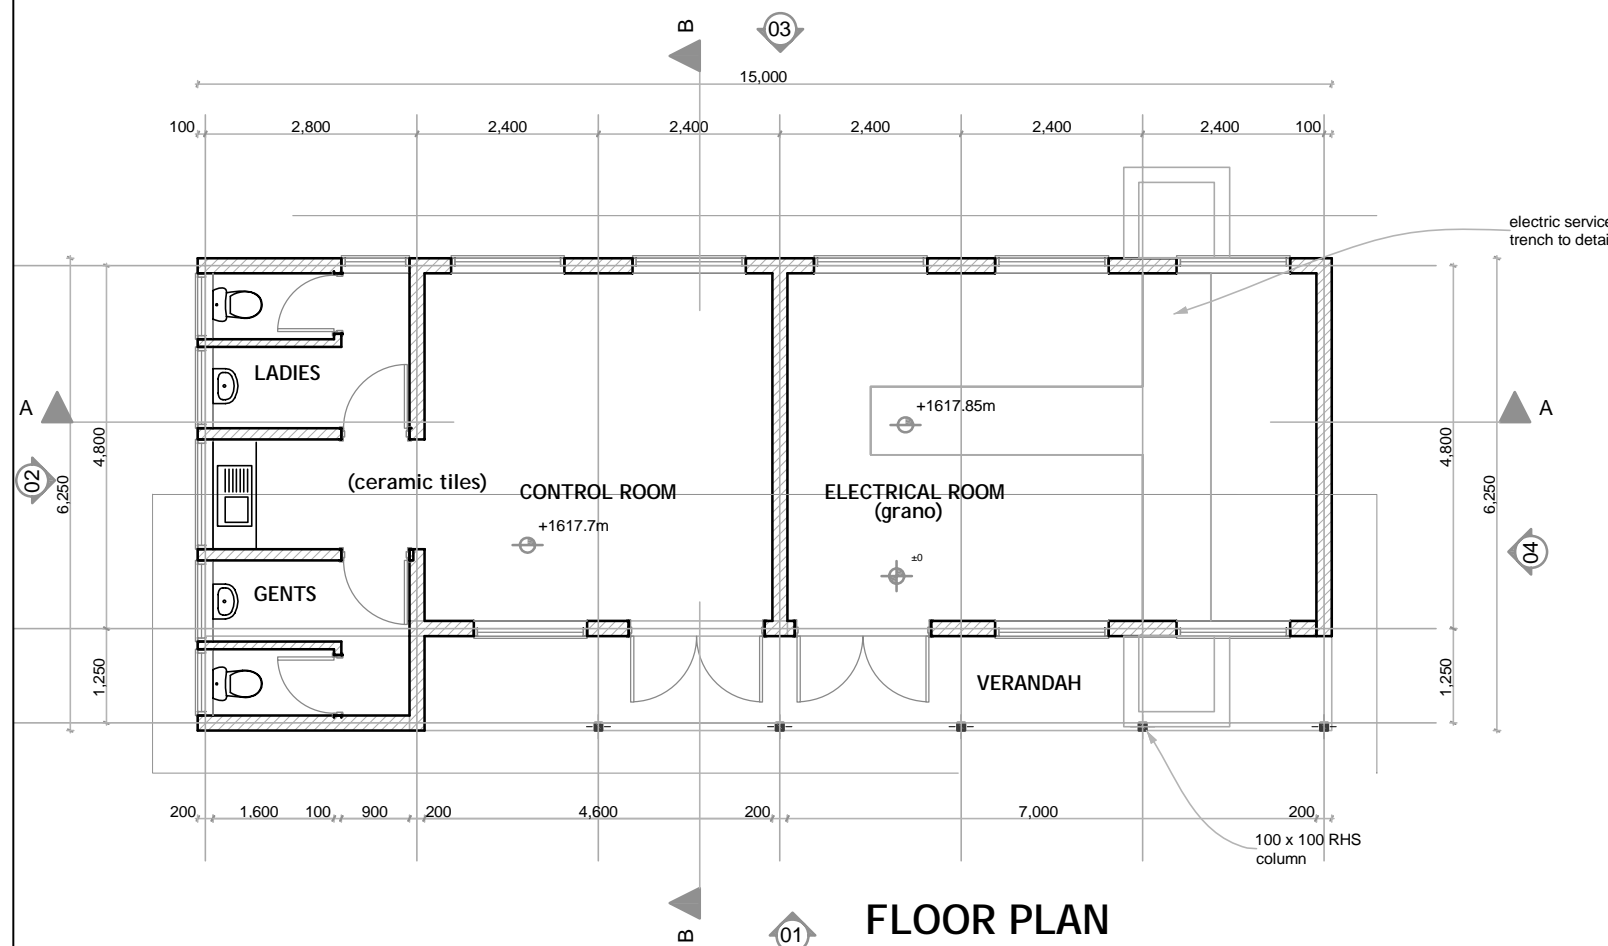 B
03
15,000
100 2,800 2,400 2,400 2,400 2,400 2,400 100
electric service
trench to detai
LADIES
A
+1617.85m
A
4,800
4,800
02
6,250
(ceramic tiles)
CONTROL ROOM
ELECTRICAL ROOM
(grano)
6,250
+1617.7m
±0
04
GENTS
1,250
VERANDAH
1,250
200 1,600 100 900 200 4,600 200 7,000 200
100 x 100 RHS
column
B
01
FLOOR PLAN